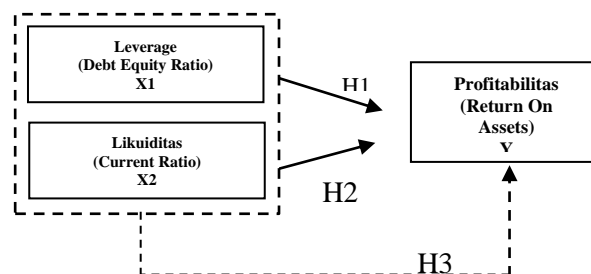 Leverage
(Debt Equity Ratio)
X1
H1
Profitabilitas
(Return On
Assets)
Y
Likuiditas
(Current Ratio)
X2
H2
H3